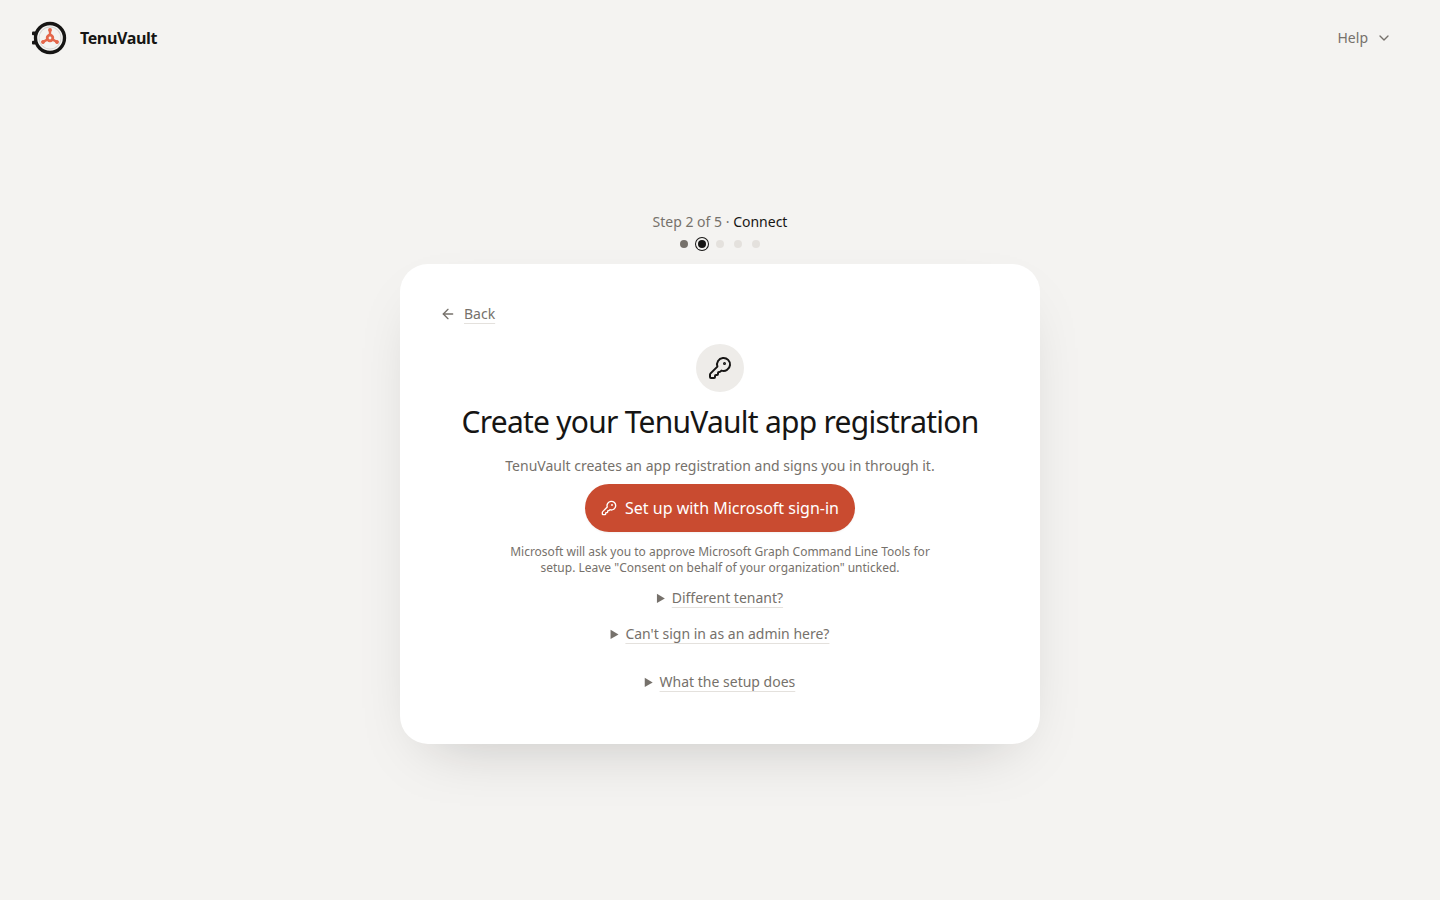 TenuVault
Help
Step 2 of 5 · Connect
Back
Create your TenuVault app registration
TenuVault creates an app registration and signs you in through it.
Set up with Microsoft sign-in
Microsoft will ask you to approve Microsoft Graph Command Line Tools for
setup. Leave "Consent on behalf of your organization" unticked.
Different tenant?
Can't sign in as an admin here?
What the setup does